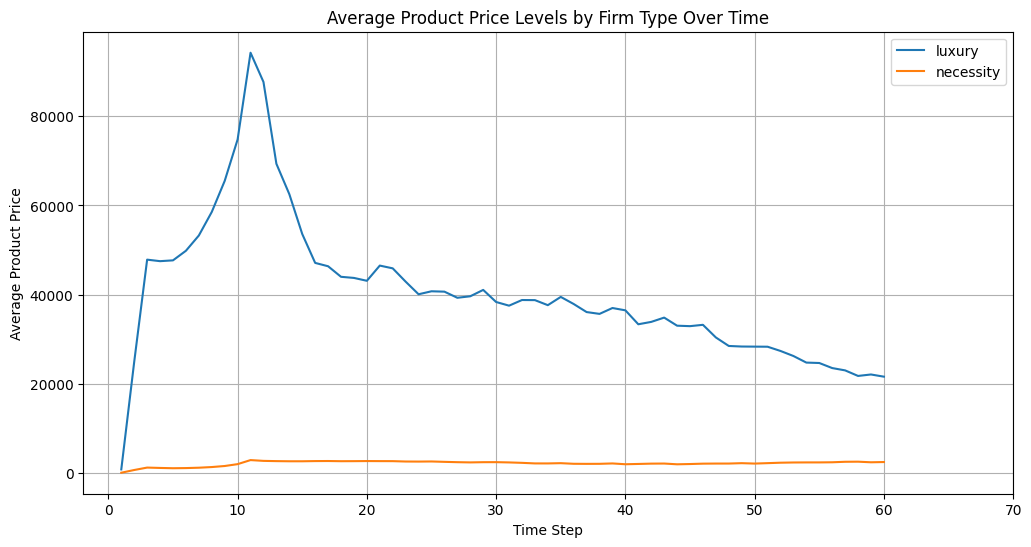 Average Product Price Levels by Firm Type Over Time
luxury
necessity
Average Product Price
80000
60000
40000
20000
0
0 10 20 30 40 50 60 70
Time Step